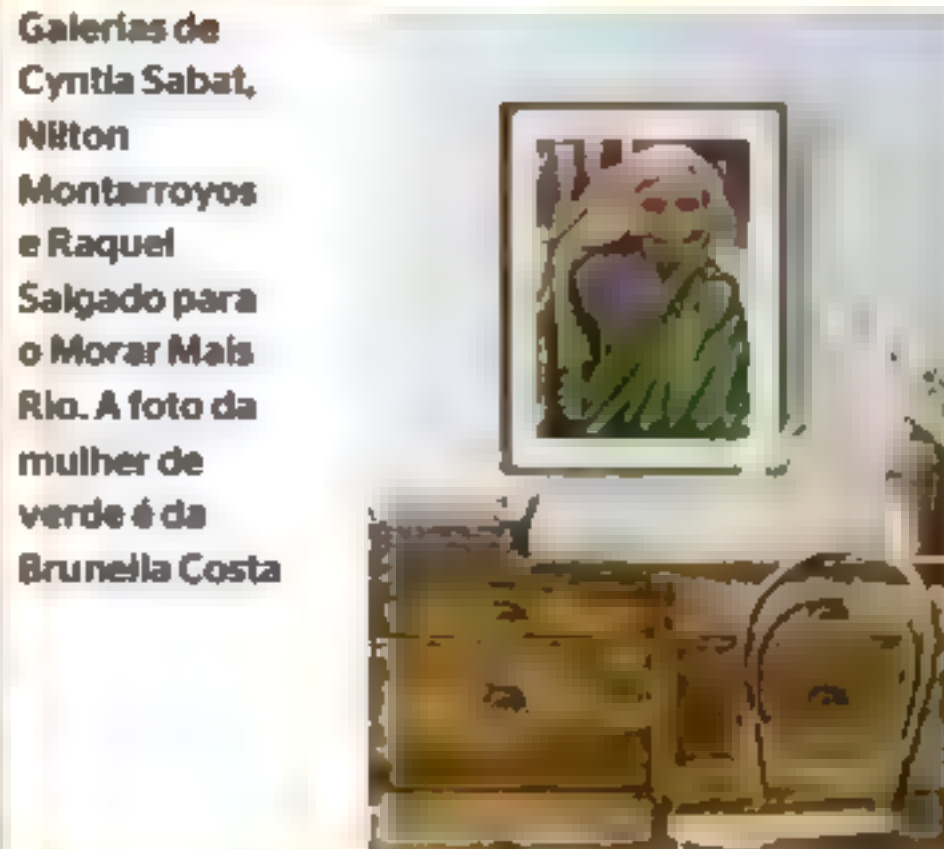 Galerias de
Cyntia Sabat,
Nilton
Montarroyos
e Raquel
Salgado para
o Morar Mais
Rio. A foto da
mulher de
verde é da
Brunella Costa